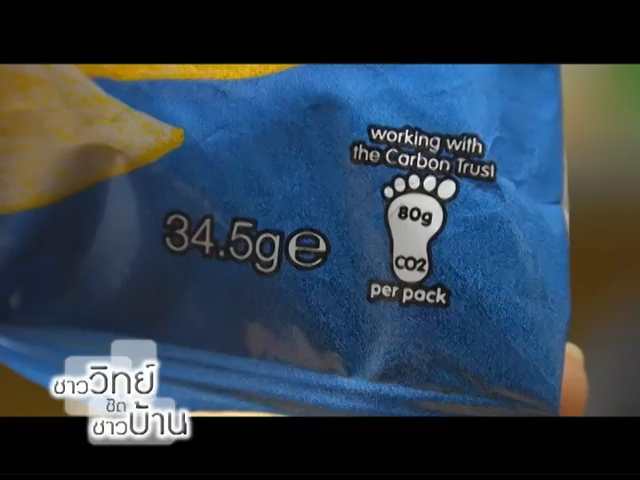 working with
the Carbon Trust
80g
CO2
per pack
34.5g℮
ชาววิทย์
ชิด
ชาวบ้าน